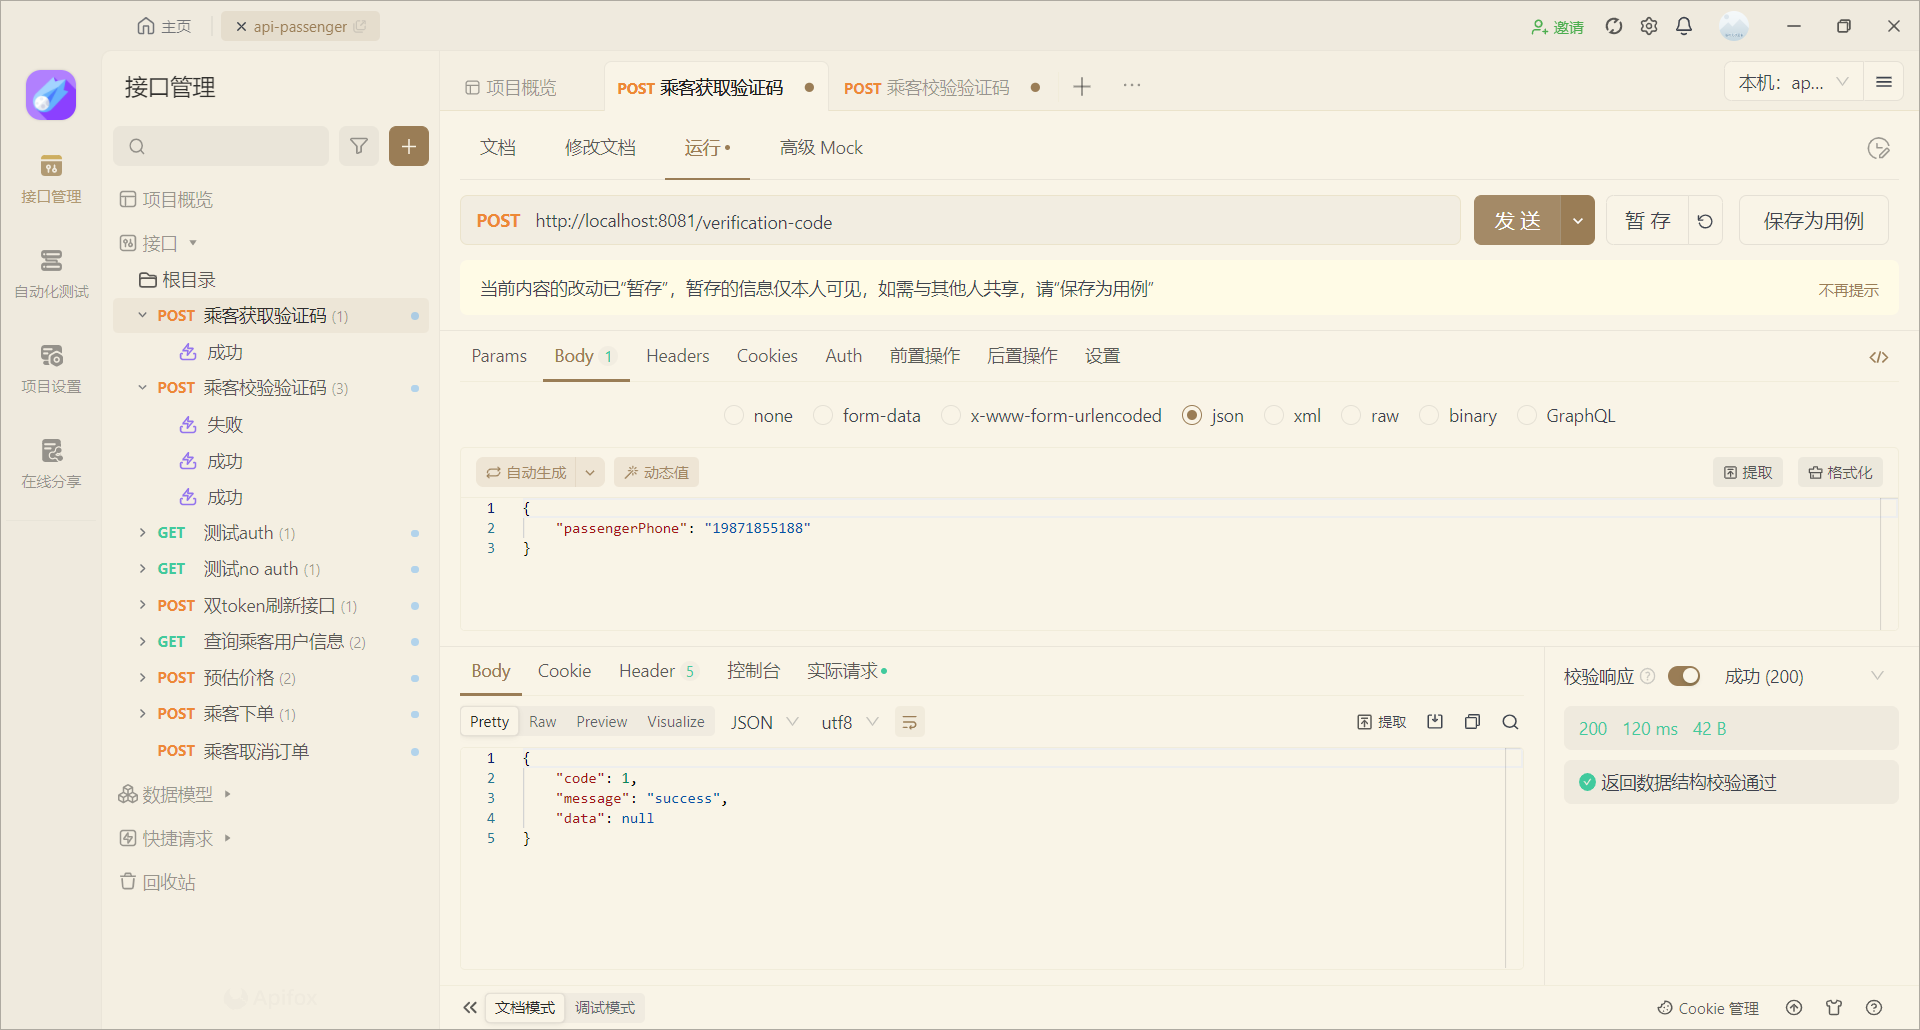 主页
api-passenger
邀请
接口管理
自动化测试
项目设置
在线分享
接口管理
项目概览
接口
根目录
POST 乘客获取验证码 (1)
成功
POST 乘客校验验证码 (3)
失败
成功
成功
GET 测试auth (1)
GET 测试no auth (1)
POST 双token刷新接口 (1)
GET 查询乘客用户信息 (2)
POST 预估价格 (2)
POST 乘客下单 (1)
POST 乘客取消订单
数据模型
快捷请求
回收站
Apifox
项目概览
POST 乘客获取验证码
POST 乘客校验验证码
本机：ap...
文档 修改文档 运行 高级 Mock
POST http://localhost:8081/verification-code
发 送
暂 存
保存为用例
当前内容的改动已“暂存”，暂存的信息仅本人可见，如需与其他人共享，请“保存为用例”
不再提示
Params Body 1 Headers Cookies Auth 前置操作 后置操作 设置
none form-data x-www-form-urlencoded json xml raw binary GraphQL
自动生成 动态值 提取 格式化
1 {
2 "passengerPhone": "19871855188"
3 }
Body Cookie Header 5 控制台 实际请求
Pretty Raw Preview Visualize JSON utf8 提取
1 {
2 "code": 1,
3 "message": "success",
4 "data": null
5 }
校验响应 成功 (200)
200 120 ms 42 B
返回数据结构校验通过
文档模式 调试模式
Cookie 管理